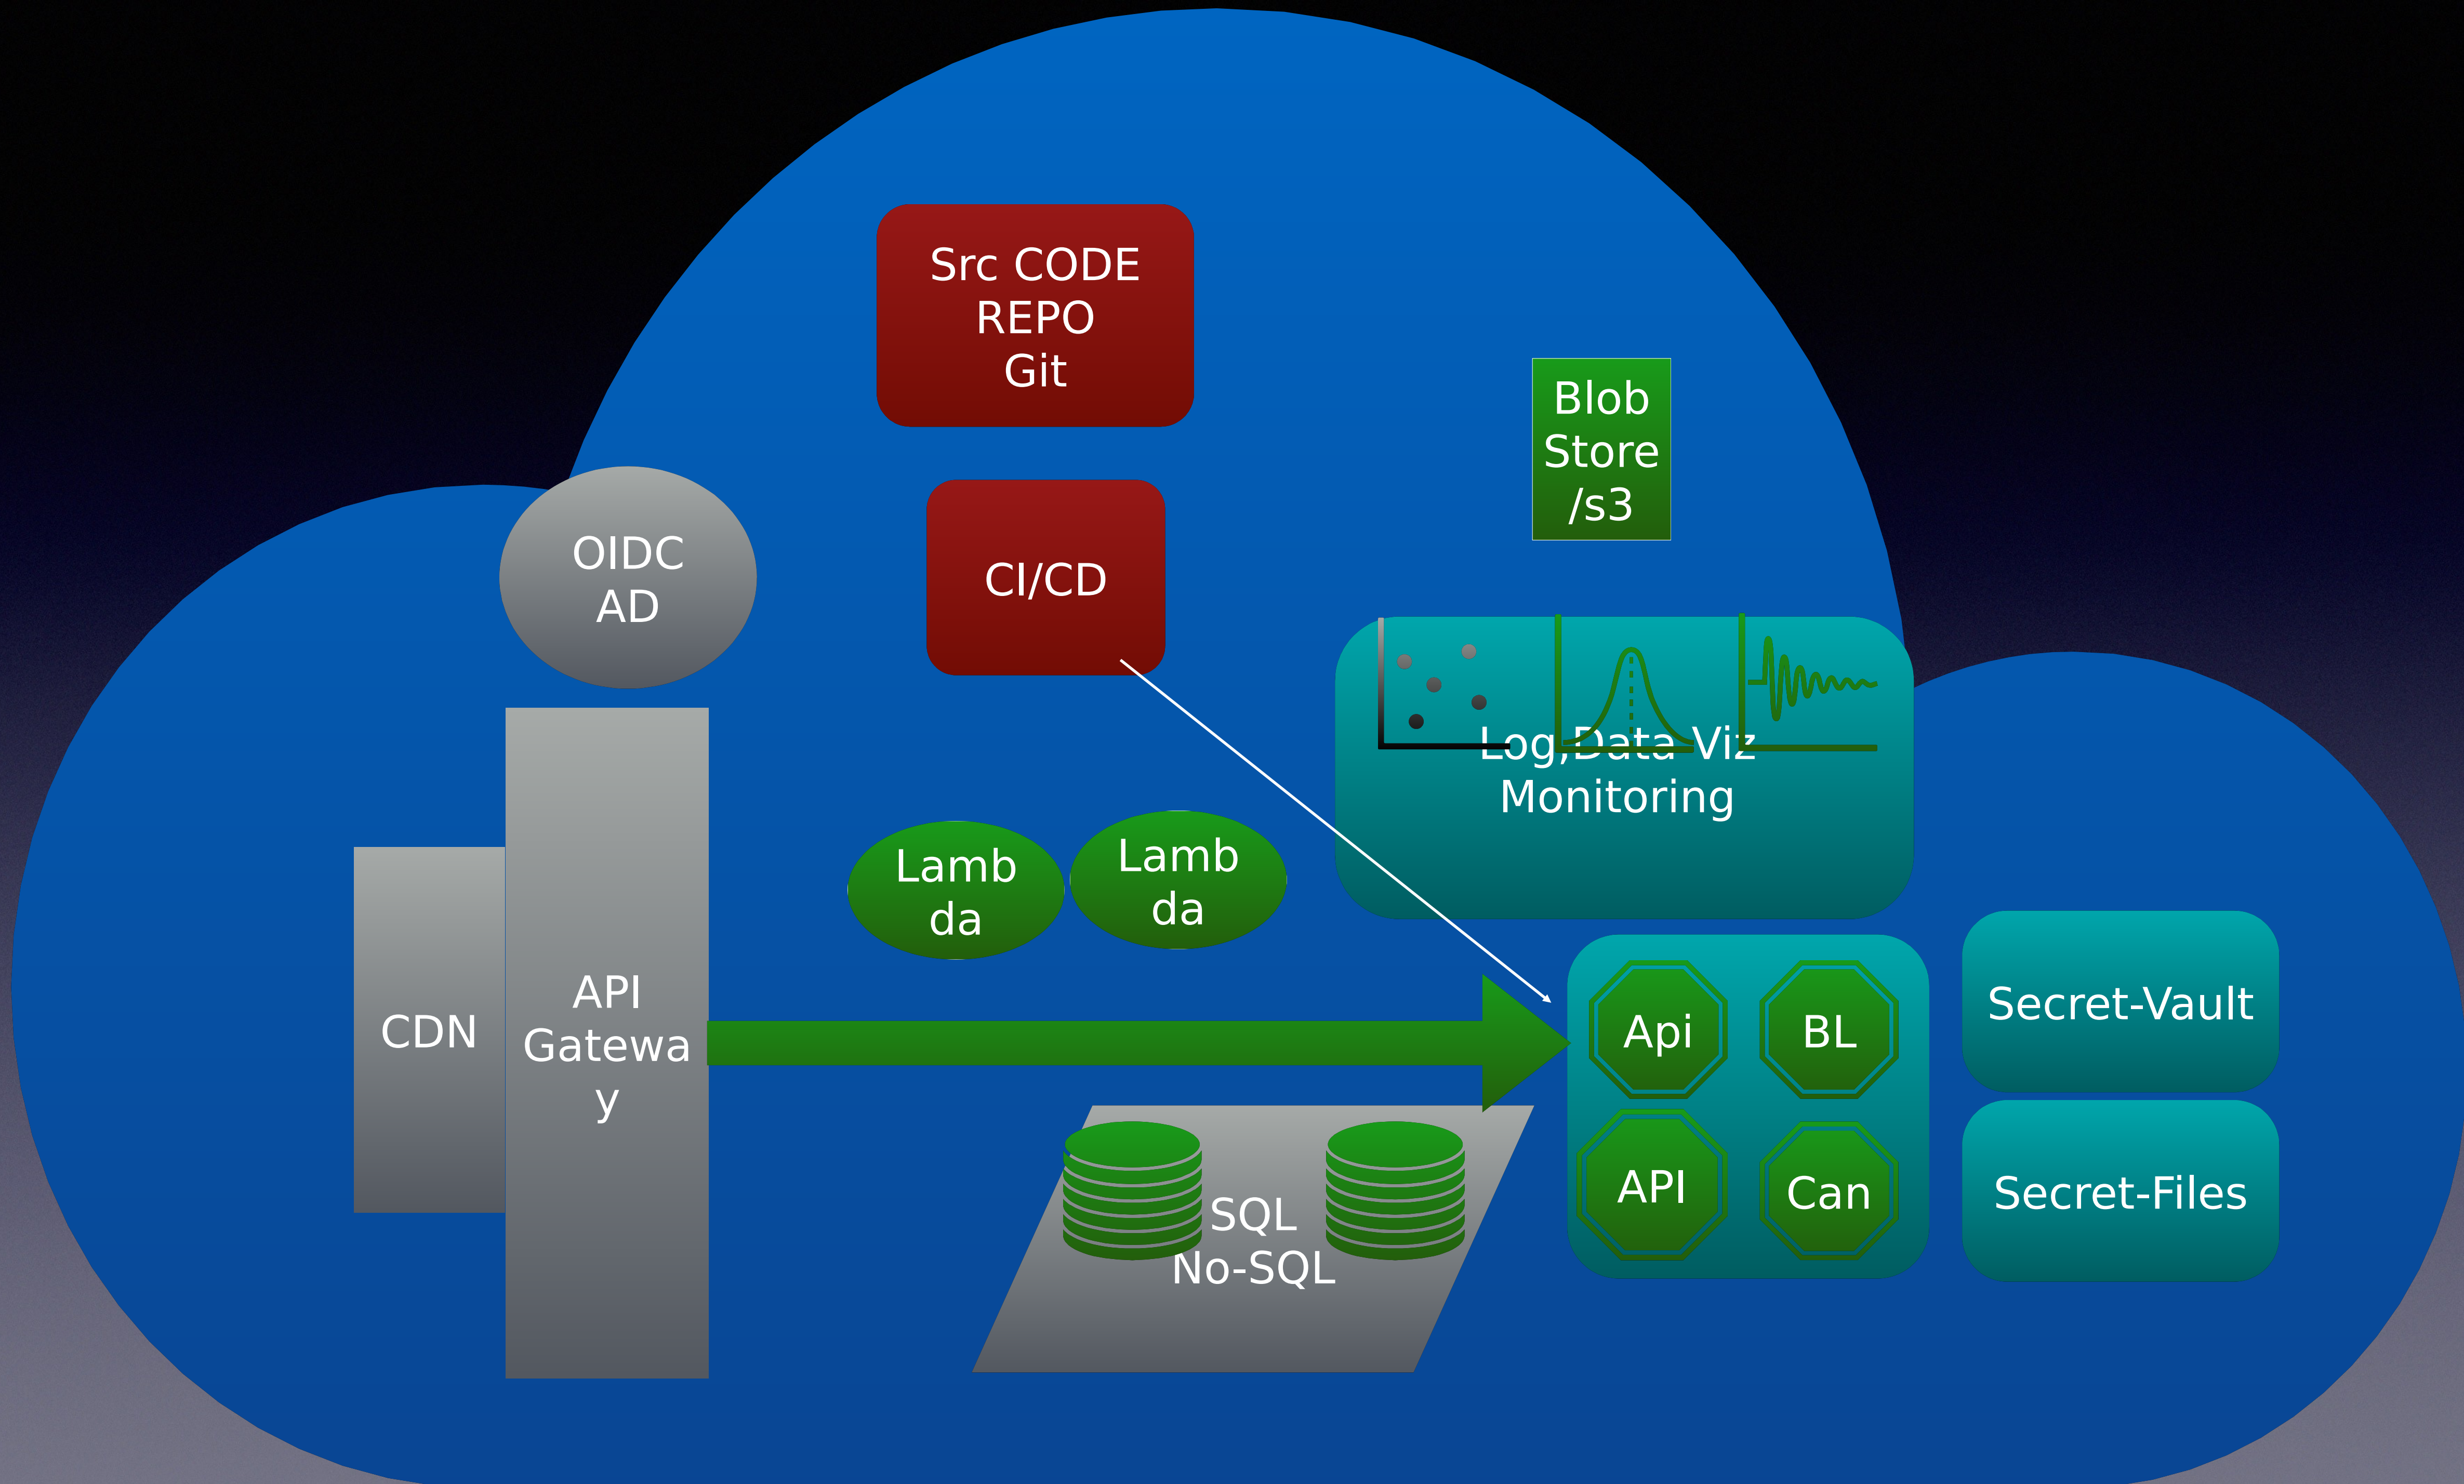 Src CODE
REPO
Git
Blob
Store
/s3
OIDC
AD
CI/CD
Log,Data Viz
Monitoring
Lamb
da
Lamb
da
CDN
API
Gatewa
y
Api
BL
API
Can
Secret-Vault
Secret-Files
SQL
No-SQL